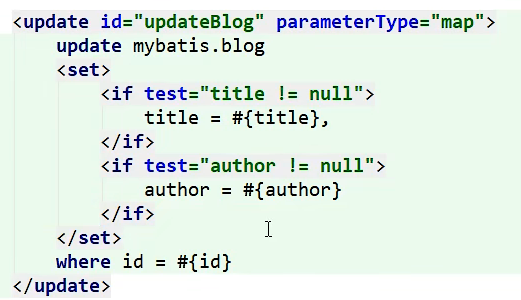 <update id="updateBlog" parameterType="map">
    update mybatis.blog
    <set>
        <if test="title != null">
            title = #{title},
        </if>
        <if test="author != null">
            author = #{author}
        </if>
    </set>
    where id = #{id}
</update>